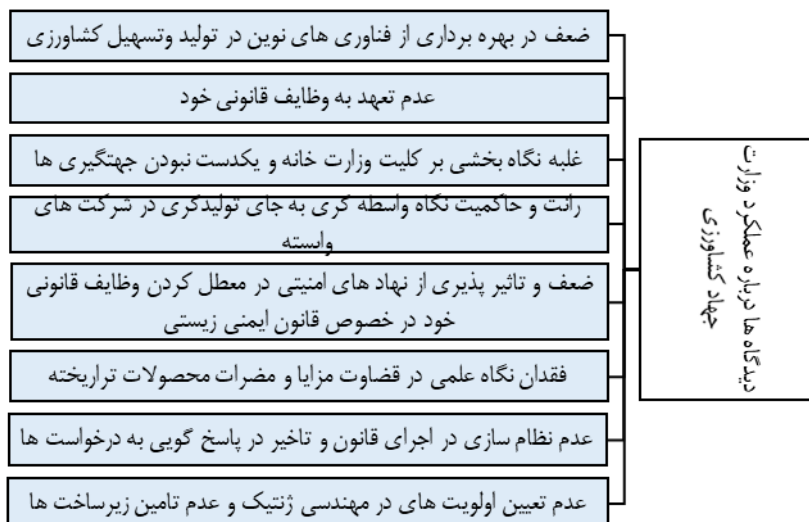 دیدگاه ها درباره عملکرد وزارت
جهاد کشاورزی
ضعف در بهره برداری از فناوری های نوین در تولید وتسهیل کشاورزی
عدم تعهد به وظایف قانونی خود
غلبه نگاه بخشی بر کلیت وزارت خانه و یکدست نبودن جهتگیری ها
رانت و حاکمیت نگاه واسطه گری به جای تولیدگری در شرکت های
وابسته
ضعف و تاثیر پذیری از نهاد های امنیتی در معطل کردن وظایف قانونی
خود در خصوص قانون ایمنی زیستی
فقدان نگاه علمی در قضاوت مزایا و مضرات محصولات تراریخته
عدم نظام سازی در اجرای قانون و تاخیر در پاسخ گویی به درخواست ها
عدم تعیین اولویت های در مهندسی ژنتیک و عدم تامین زیرساخت ها